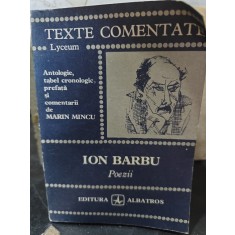 TEXTE COMENTATE
Lyceum
Antologie,
tabel cronologic,
prefață
și
comentarii
de
MARIN MINCU
ION BARBU
Poezii
EDITURA ALBATROS